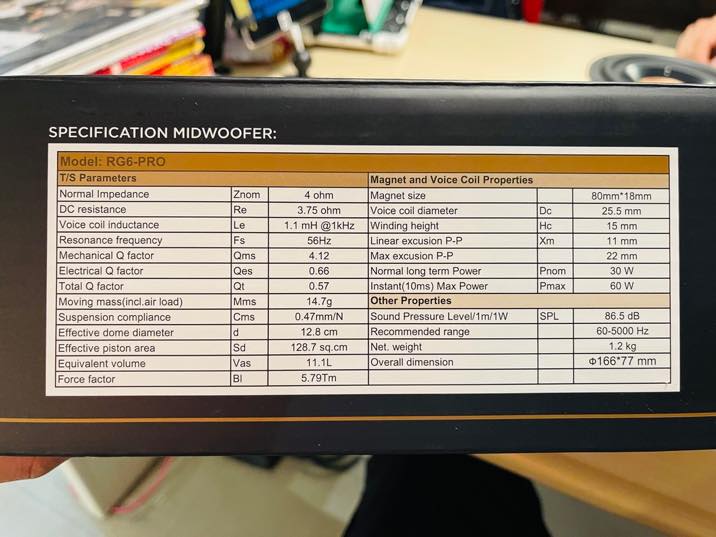 SPECIFICATION MIDWOOFER:
Model: RG6-PRO
T/S Parameters Magnet and Voice Coil Properties
Normal Impedance Znom 4 ohm Magnet size 80mm*18mm
DC resistance Re 3.75 ohm Voice coil diameter Dc 25.5 mm
Voice coil inductance Le 1.1 mH @1kHz Winding height Hc 15 mm
Resonance frequency Fs 56Hz Linear excusion P-P Xm 11 mm
Mechanical Q factor Qms 4.12 Max excusion P-P 22 mm
Electrical Q factor Qes 0.66 Normal long term Power Pnom 30 W
Total Q factor Qt 0.57 Instant(10ms) Max Power Pmax 60 W
Moving mass(incl.air load) Mms 14.7g Other Properties
Suspension compliance Cms 0.47mm/N Sound Pressure Level/1m/1W SPL 86.5 dB
Effective dome diameter d 12.8 cm Recommended range 60-5000 Hz
Effective piston area Sd 128.7 sq.cm Net. weight 1.2 kg
Equivalent volume Vas 11.1L Overall dimension Φ166*77 mm
Force factor Bl 5.79Tm